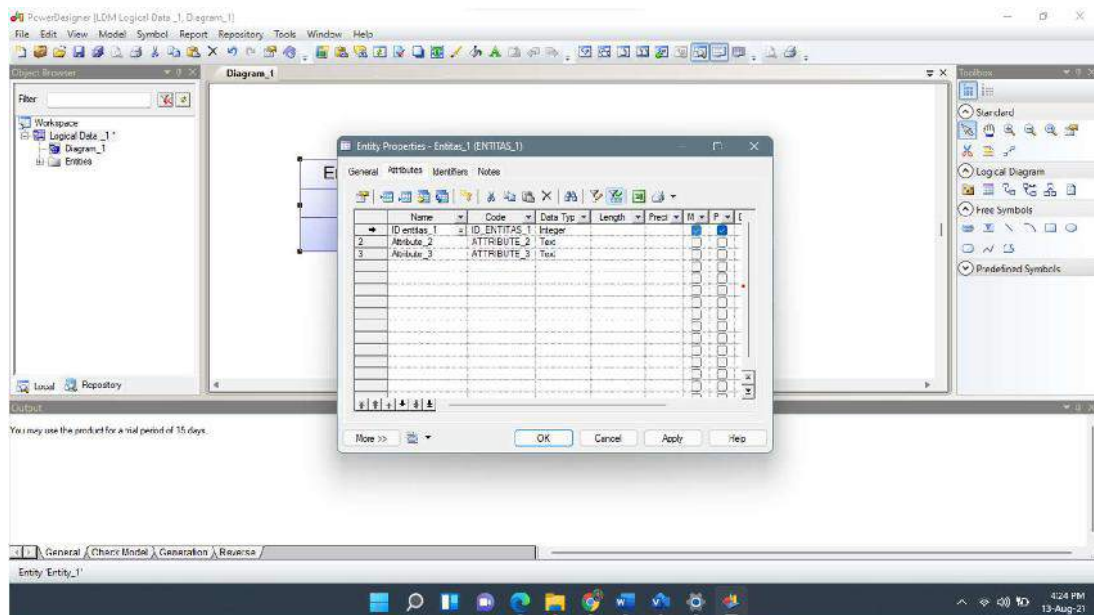 PowerDesigner [LDM Logical Data _1, Diagram_1]
File Edit View Model Symbol Report Repository Tools Window Help
Object Browser
Diagram_1
Toolbox
Filter
Workspace
Logical Data _1 *
Diagram_1
Entities
Standard
Logical Diagram
Free Symbols
Predefined Symbols
Entity Properties - Entitas_1 (ENTITAS_1)
General Attributes Identifiers Notes
Name Code Data Typ Length Preci M P D
ID entitas_1 ID_ENTITAS_1 Integer
2 Attribute_2 ATTRIBUTE_2 Text
3 Attribute_3 ATTRIBUTE_3 Text
More >> OK Cancel Apply Help
Local Repository
Output
You may use the product for a trial period of 15 days.
General Check Model Generation Reverse
Entity 'Entity_1'
4:24 PM
13-Aug-21